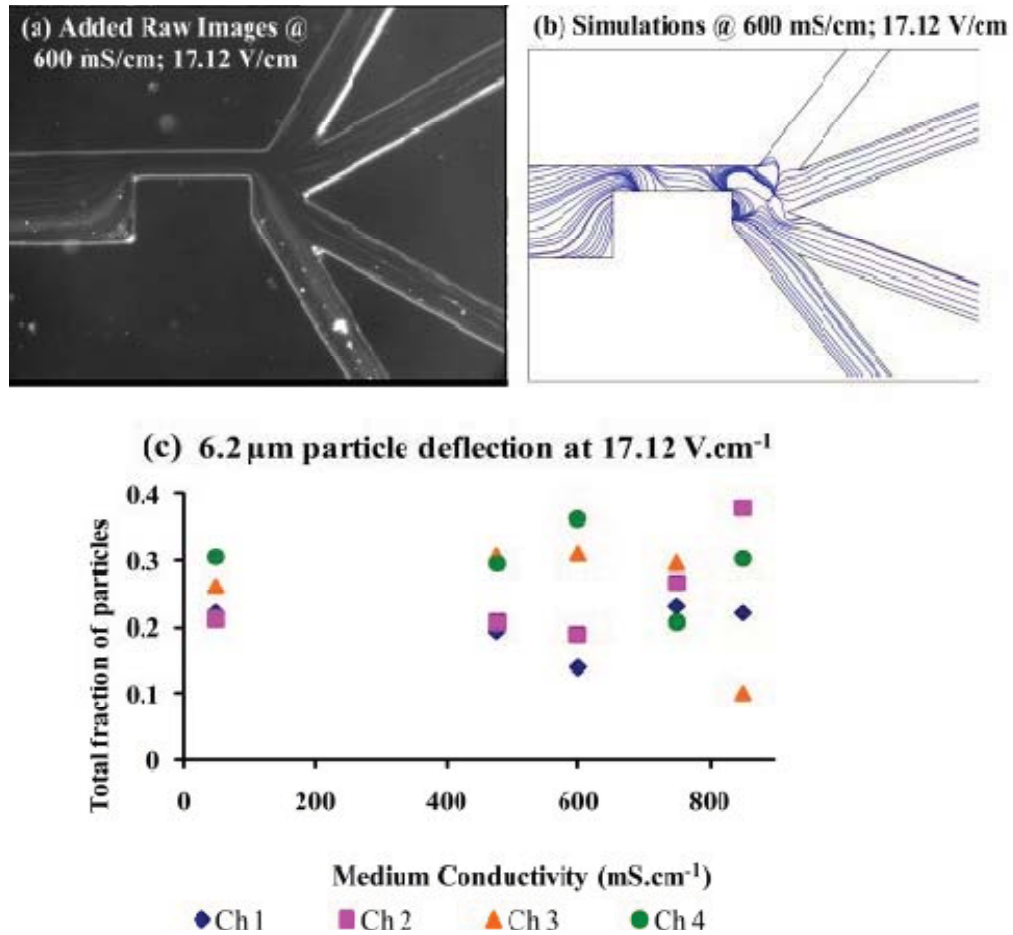 (a) Added Raw Images @
600 mS/cm; 17.12 V/cm
(b) Simulations @ 600 mS/cm; 17.12 V/cm
(c) 6.2 µm particle deflection at 17.12 V.cm⁻¹
Total fraction of particles
0.4
0.3
0.2
0.1
0
0 200 400 600 800
Medium Conductivity (mS.cm⁻¹)
Ch 1 Ch 2 Ch 3 Ch 4